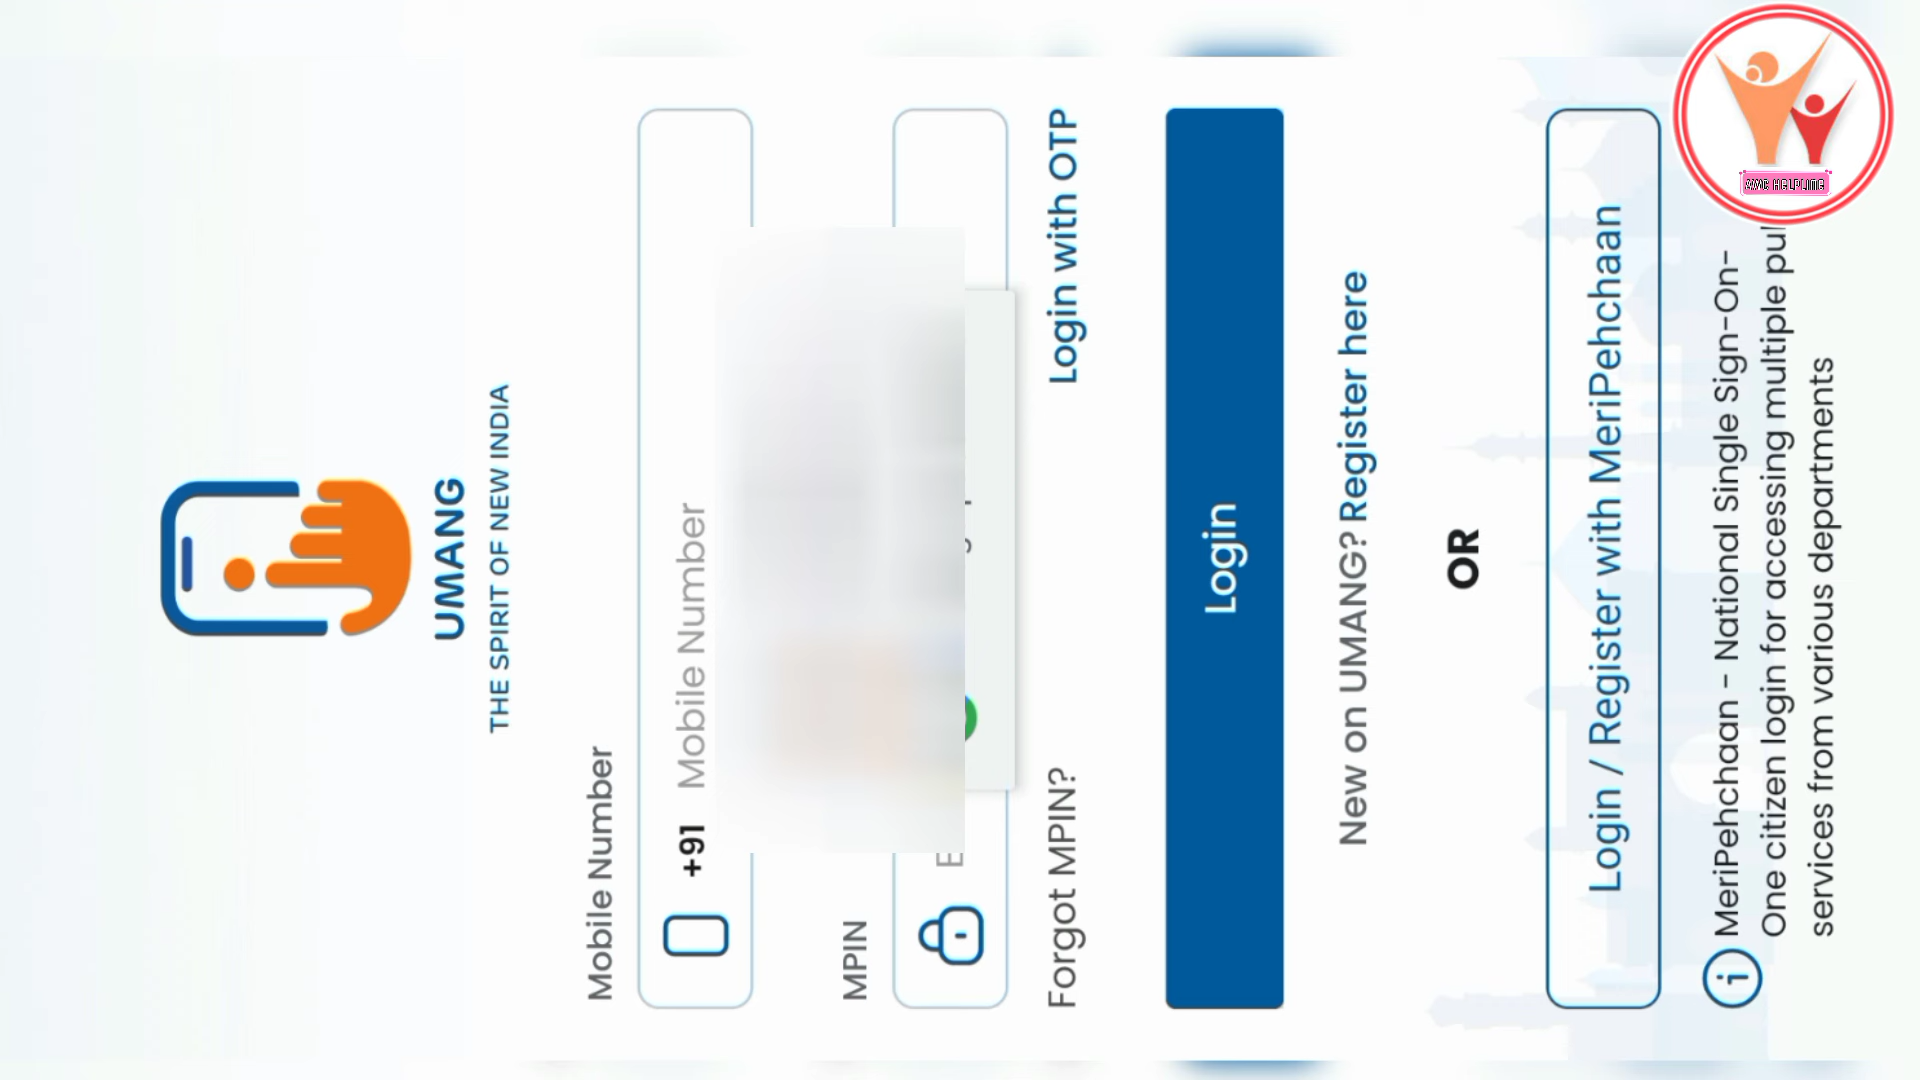 UMANG
THE SPIRIT OF NEW INDIA
Mobile Number
+91 Mobile Number
MPIN
Forgot MPIN? Login with OTP
Login
New on UMANG? Register here
OR
Login / Register with MeriPehchaan
MeriPehchaan - National Single Sign-On-
One citizen login for accessing multiple
services from various departments
AWC HELPLINE